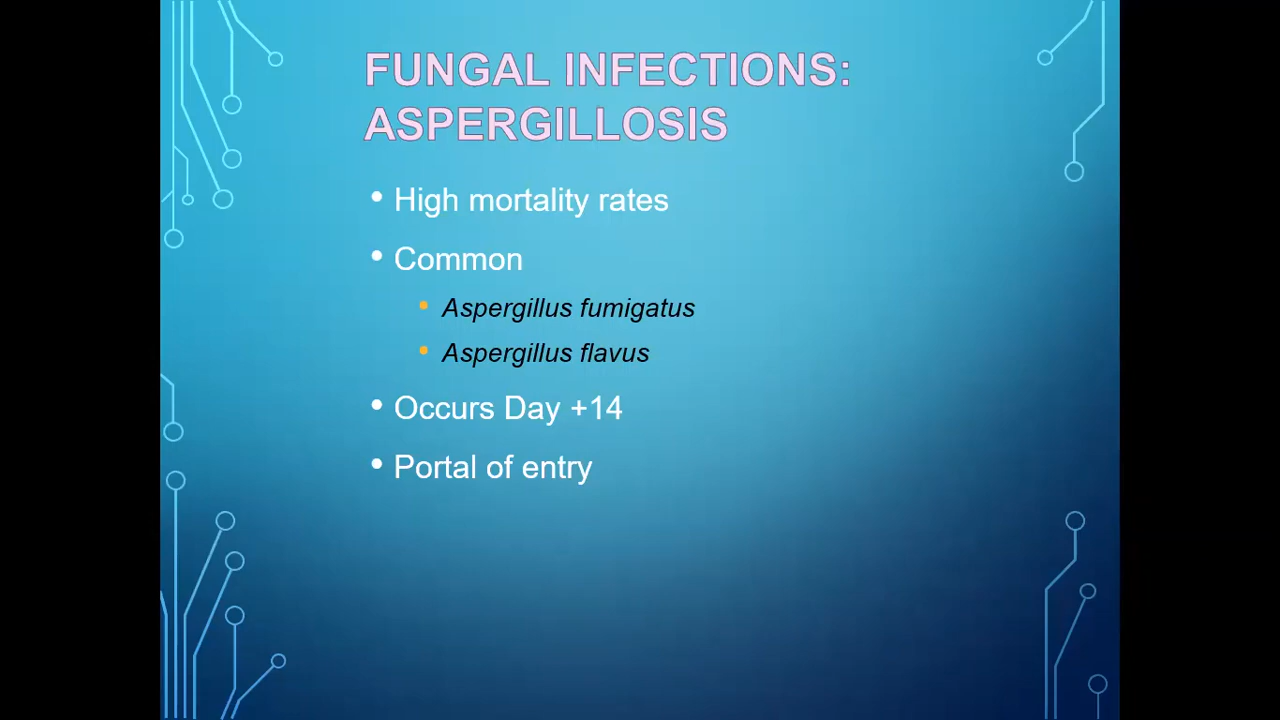 FUNGAL INFECTIONS:
ASPERGILLOSIS
• High mortality rates
• Common
• Aspergillus fumigatus
• Aspergillus flavus
• Occurs Day +14
• Portal of entry